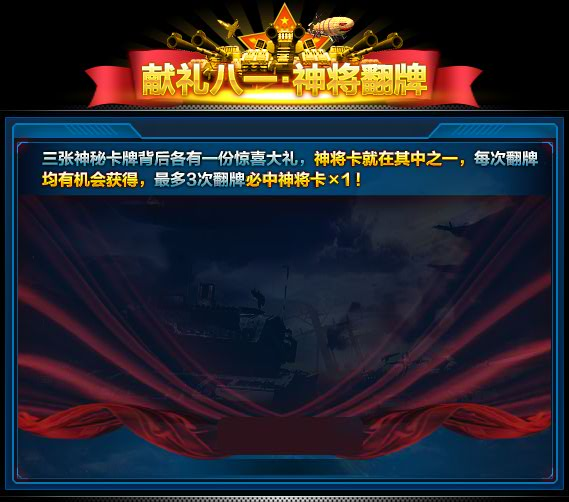 献礼八一·神将翻牌
三张神秘卡牌背后各有一份惊喜大礼，神将卡就在其中之一，每次翻牌
均有机会获得，最多3次翻牌必中神将卡×1！